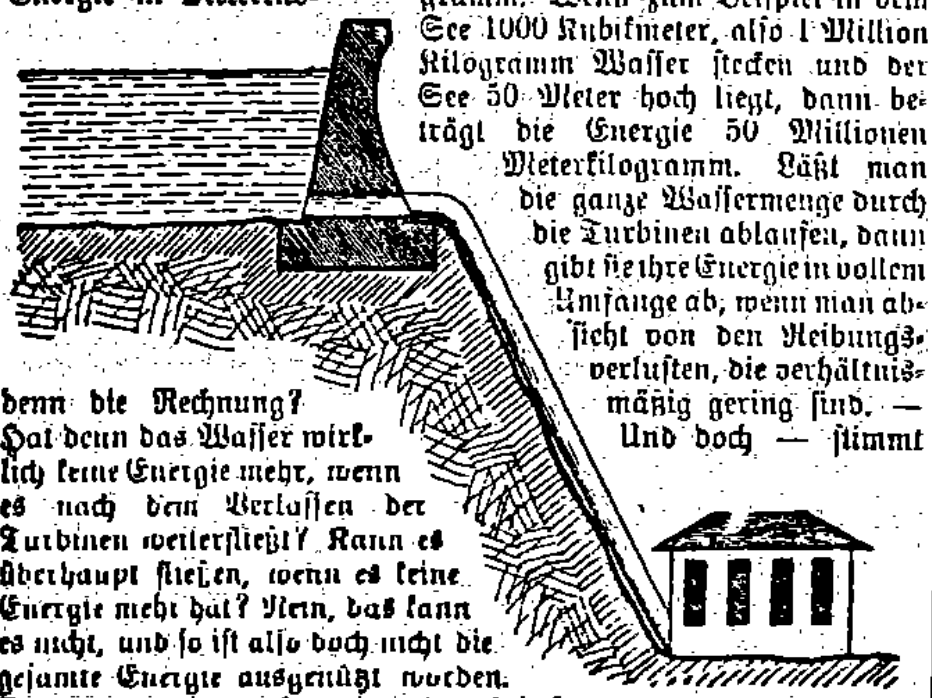 See 1000 Kubikmeter, also 1 Million
Kilogramm Wasser stecken und der
See 50 Meter hoch liegt, dann be-
trägt die Energie 50 Millionen
Meterkilogramm. Läßt man
die ganze Wassermenge durch
die Turbinen ablaufen, dann
gibt sie ihre Energie in vollem
Umfange ab, wenn man ab-
sieht von den Reibungs-
verlusten, die verhältnis-
mäßig gering sind. —
Und doch — stimmt
denn die Rechnung?
Hat denn das Wasser wirk-
lich keine Energie mehr, wenn
es nach dem Verlassen der
Turbinen weiterfließt? Kann es
überhaupt fließen, wenn es keine
Energie mehr hat? Nein, das kann
es nicht, und so ist also doch nicht die
gesamte Energie ausgenützt worden.